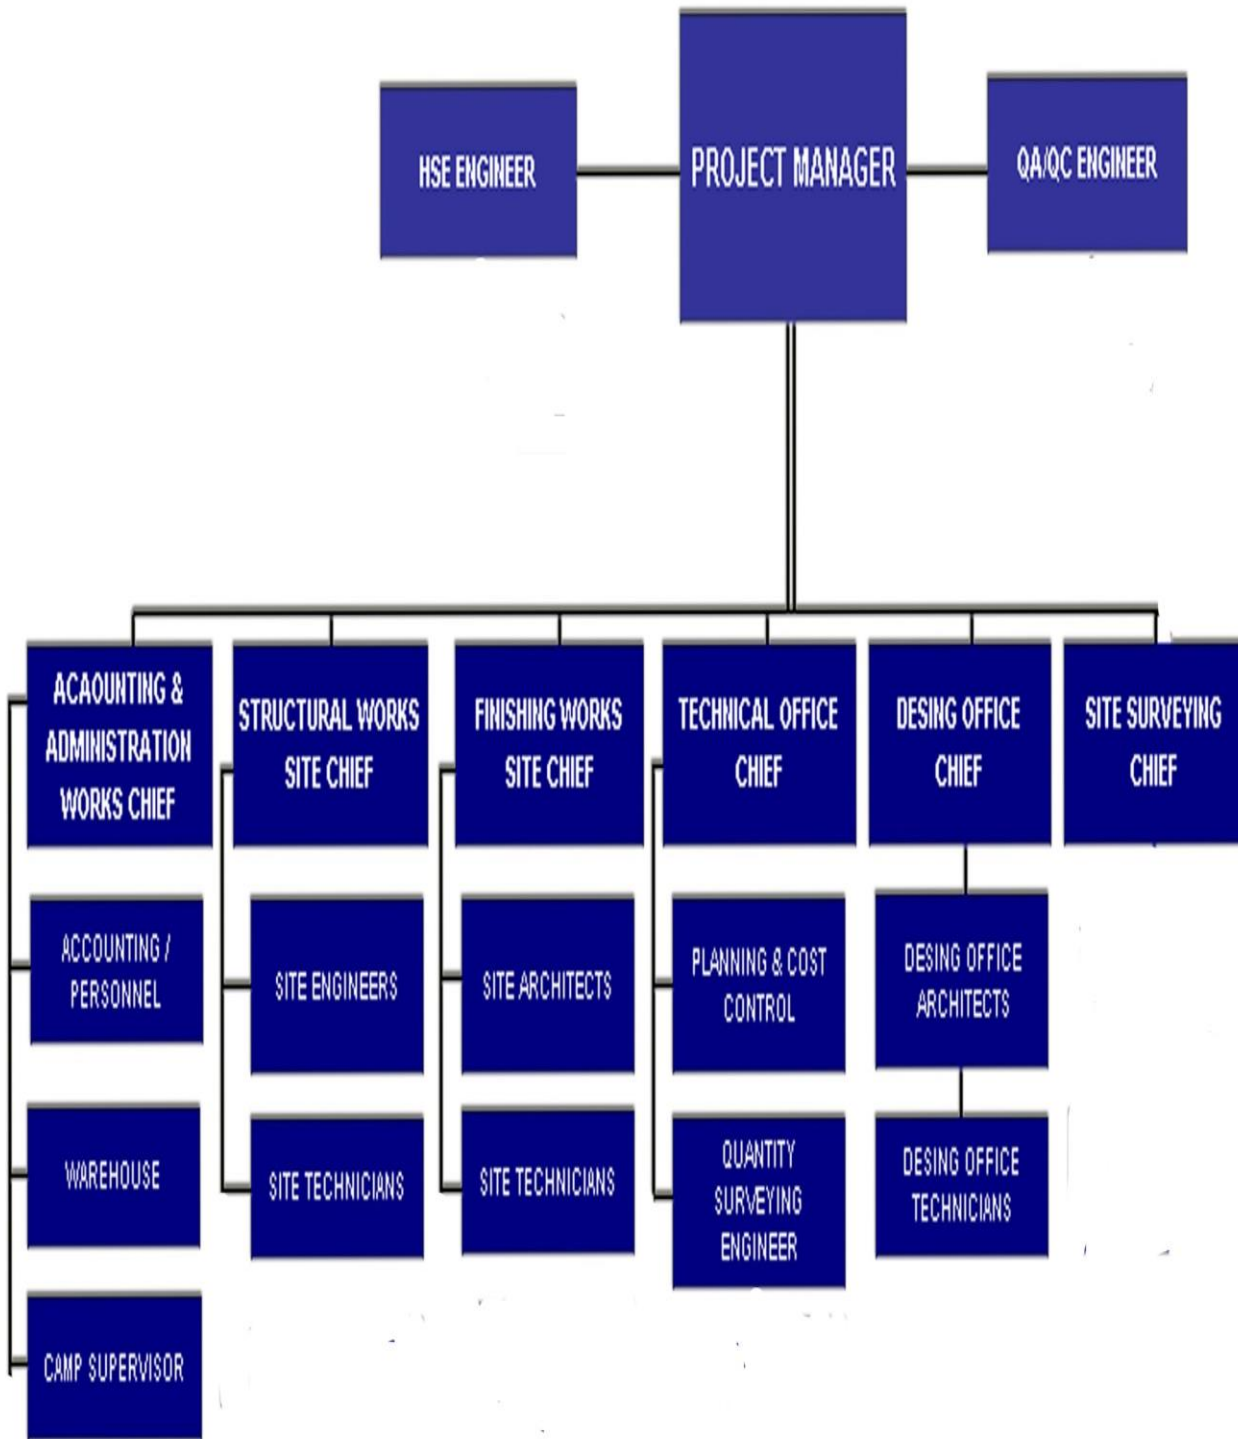 HSE ENGINEER
PROJECT MANAGER
QA/QC ENGINEER
ACAOUNTING &
ADMINISTRATION
WORKS CHIEF
STRUCTURAL WORKS
SITE CHIEF
FINISHING WORKS
SITE CHIEF
TECHNICAL OFFICE
CHIEF
DESING OFFICE
CHIEF
SITE SURVEYING
CHIEF
ACCOUNTING /
PERSONNEL
SITE ENGINEERS
SITE ARCHITECTS
PLANNING & COST
CONTROL
DESING OFFICE
ARCHITECTS
WAREHOUSE
SITE TECHNICIANS
SITE TECHNICIANS
QUANTITY
SURVEYING
ENGINEER
DESING OFFICE
TECHNICIANS
CAMP SUPERVISOR